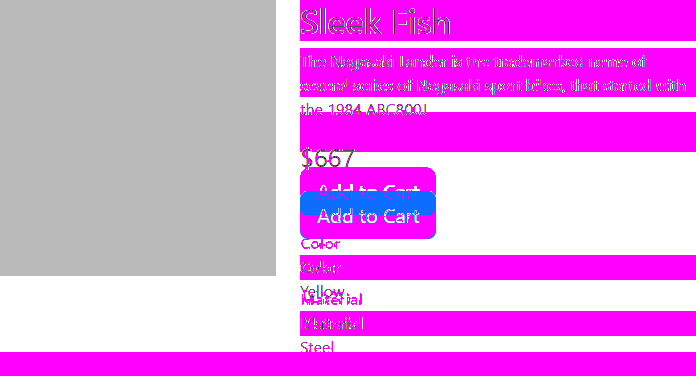 Sleek Fish
The Nagasaki Lander is the trademarked name of
several series of Nagasaki sport bikes, that started with
the 1984 ABC800J
$667
Add to Cart
Add to Cart
Color
Color
Yellow
Material
Material
Steel